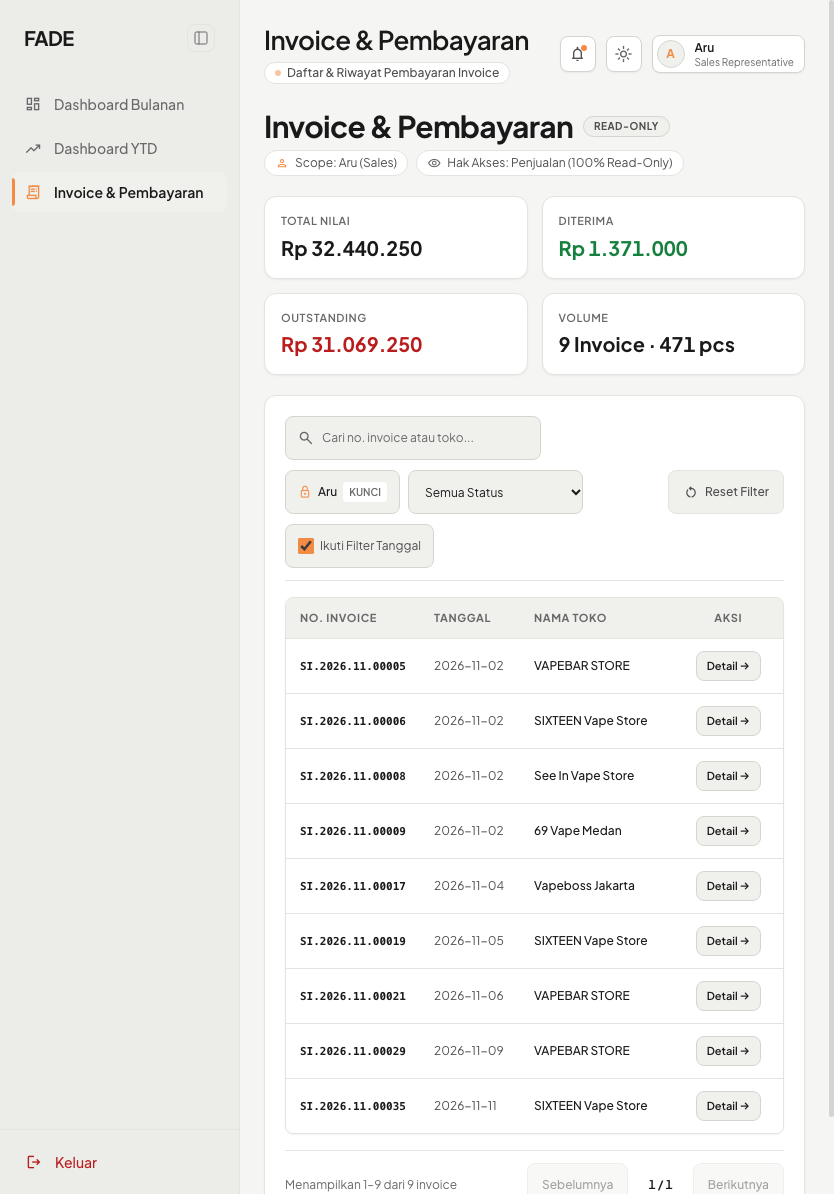 FADE
Dashboard Bulanan
Dashboard YTD
Invoice & Pembayaran
Keluar
Invoice & Pembayaran
Daftar & Riwayat Pembayaran Invoice
A
Aru
Sales Representative
Invoice & Pembayaran READ-ONLY
Scope: Aru (Sales) Hak Akses: Penjualan (100% Read-Only)
TOTAL NILAI
Rp 32.440.250
DITERIMA
Rp 1.371.000
OUTSTANDING
Rp 31.069.250
VOLUME
9 Invoice · 471 pcs
Cari no. invoice atau toko...
Aru KUNCI Semua Status Reset Filter
Ikuti Filter Tanggal
NO. INVOICE TANGGAL NAMA TOKO AKSI
SI.2026.11.00005 2026-11-02 VAPEBAR STORE Detail →
SI.2026.11.00006 2026-11-02 SIXTEEN Vape Store Detail →
SI.2026.11.00008 2026-11-02 See In Vape Store Detail →
SI.2026.11.00009 2026-11-02 69 Vape Medan Detail →
SI.2026.11.00017 2026-11-04 Vapeboss Jakarta Detail →
SI.2026.11.00019 2026-11-05 SIXTEEN Vape Store Detail →
SI.2026.11.00021 2026-11-06 VAPEBAR STORE Detail →
SI.2026.11.00029 2026-11-09 VAPEBAR STORE Detail →
SI.2026.11.00035 2026-11-11 SIXTEEN Vape Store Detail →
Menampilkan 1-9 dari 9 invoice Sebelumnya 1/1 Berikutnya